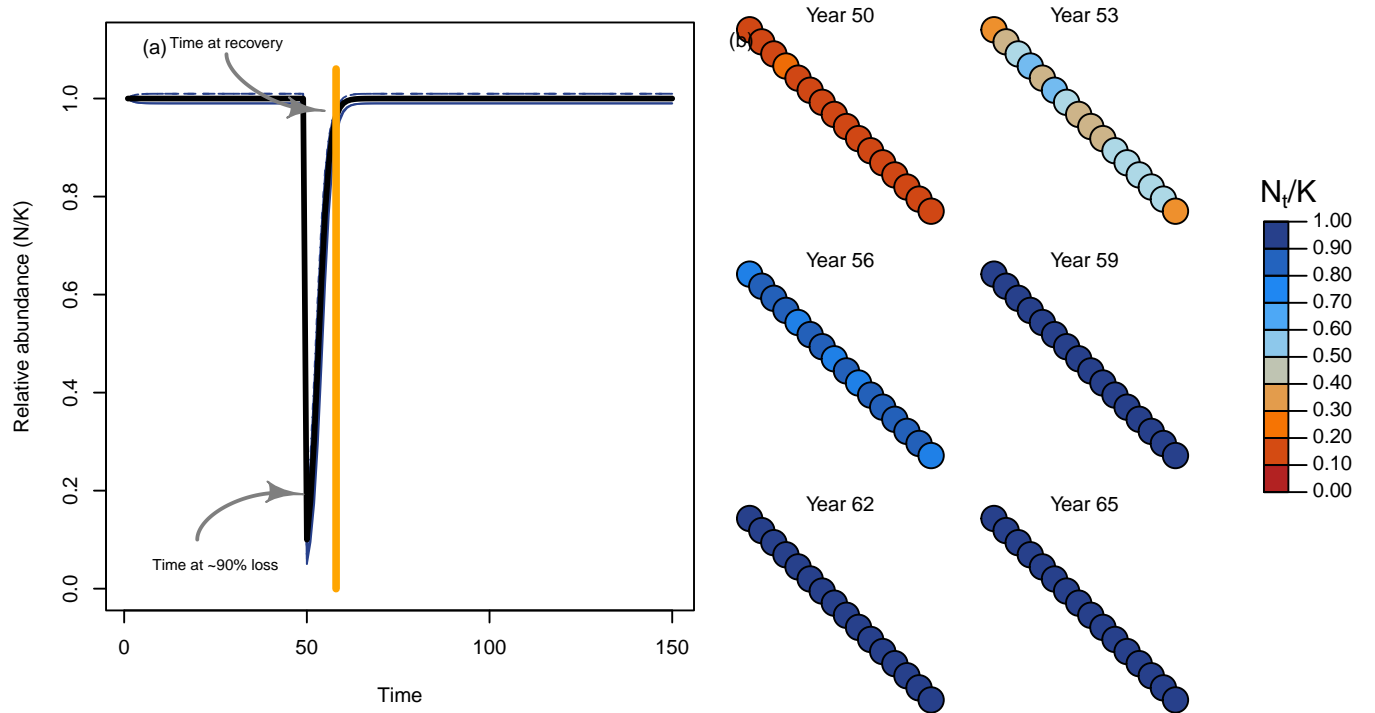 (a)
Time at recovery
Time at ~90% loss
Relative abundance (N/K)
1.0
0.8
0.6
0.4
0.2
0.0
0
50
100
150
Time
(b)
Year 50
Year 53
Year 56
Year 59
Year 62
Year 65
Nt/K
1.00
0.90
0.80
0.70
0.60
0.50
0.40
0.30
0.20
0.10
0.00